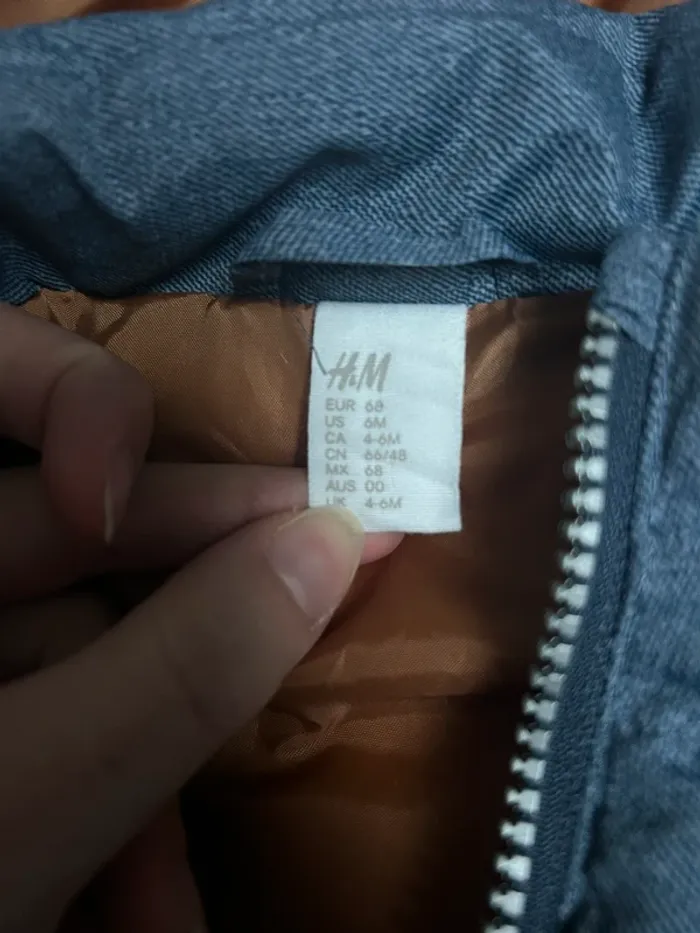 H&M
EUR 68
US 6M
CA 4-6M
CN 66/48
MX 68
AUS 00
UK 4-6M